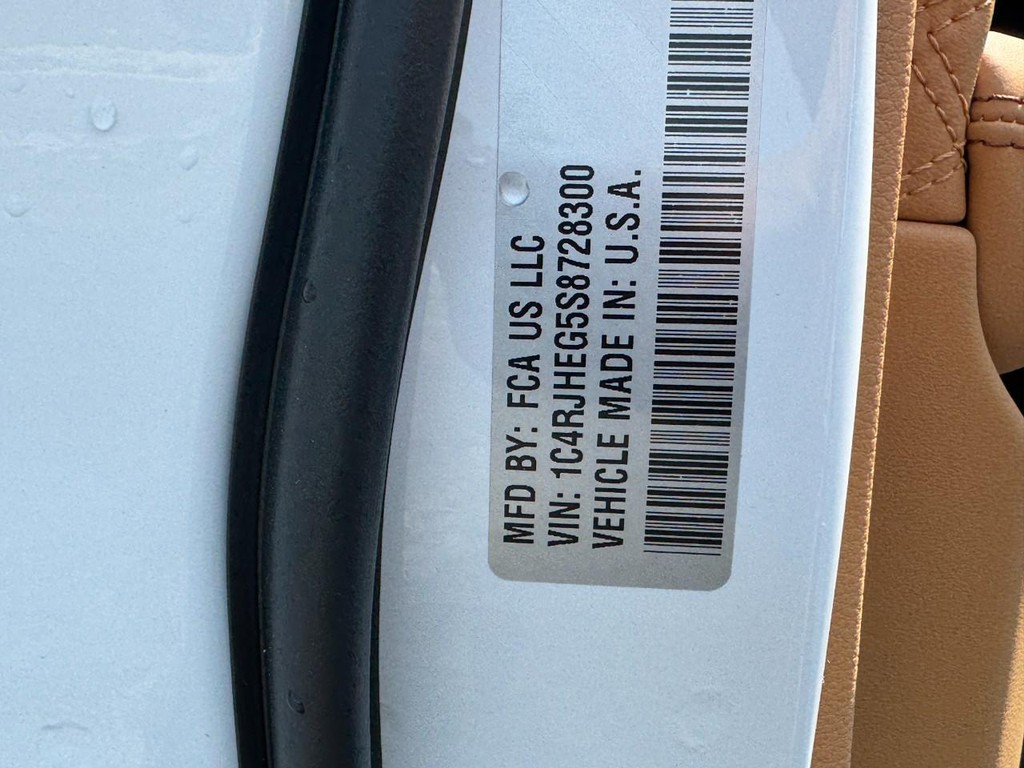 MFD BY: FCA US LLC
VIN: 1C4RJHEG5S8728300
VEHICLE MADE IN: U.S.A.